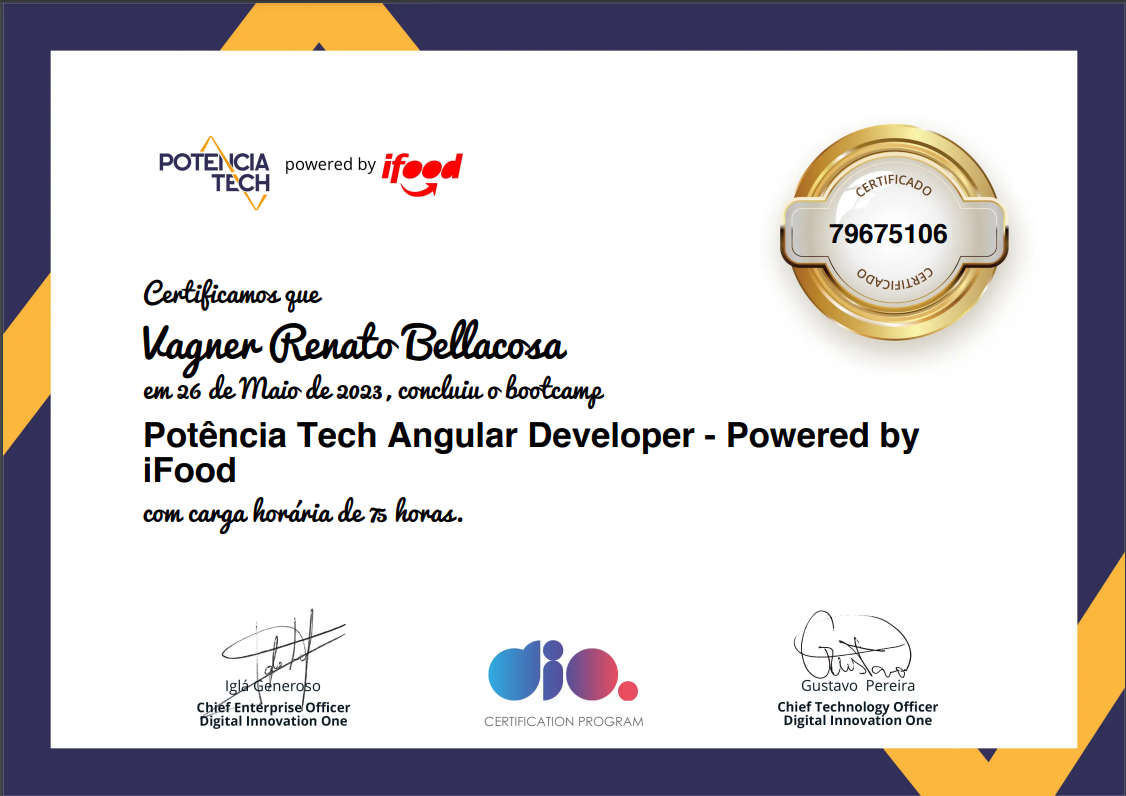 POTÊNCIA
TECH
powered by
ifood
CERTIFICADO
79675106
CERTIFICADO
Certificamos que
Vagner Renato Bellacosa
em 26 de Maio de 2023, concluiu o bootcamp
Potência Tech Angular Developer - Powered by
iFood
com carga horária de 75 horas.
Iglá Generoso
Chief Enterprise Officer
Digital Innovation One
dio.
CERTIFICATION PROGRAM
Gustavo
Gustavo Pereira
Chief Technology Officer
Digital Innovation One